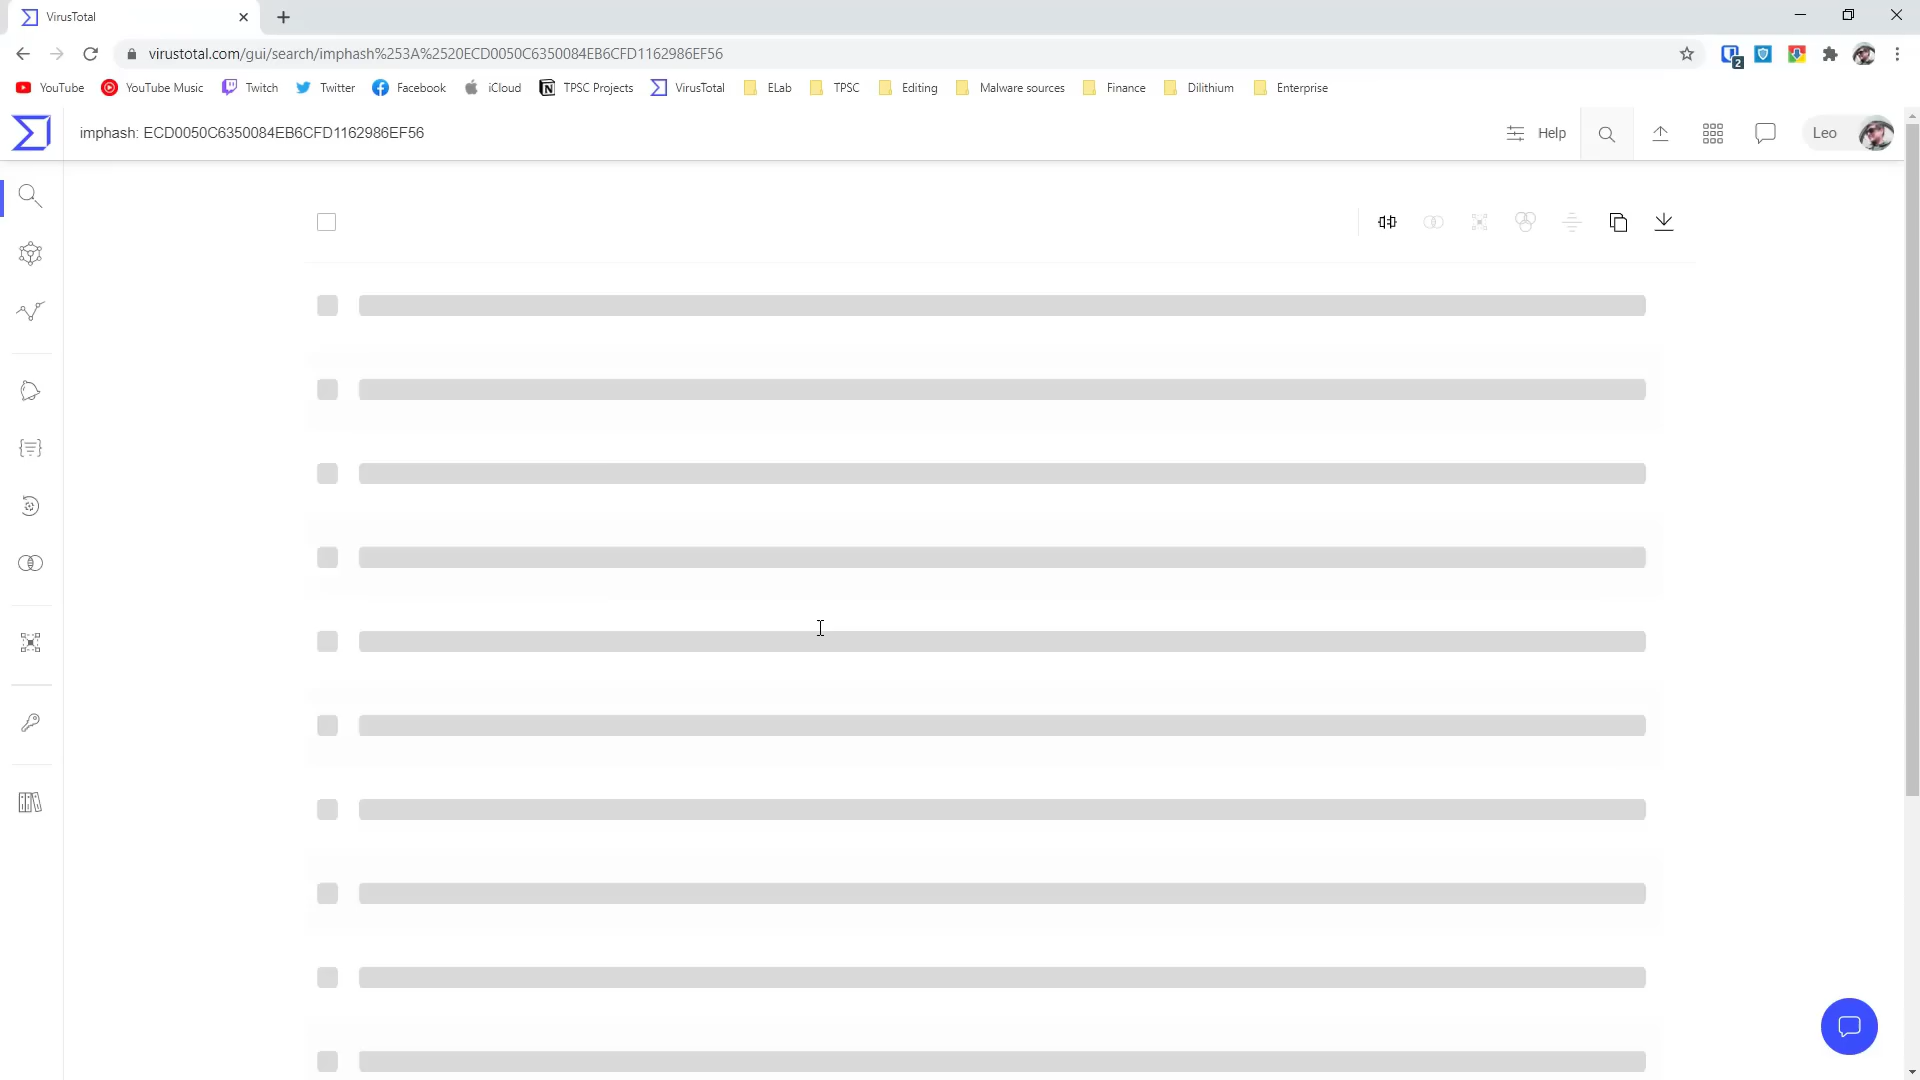 VirusTotal
virustotal.com/gui/search/imphash%253A%2520ECD0050C6350084EB6CFD1162986EF56
2
YouTube YouTube Music Twitch Twitter Facebook iCloud TPSC Projects VirusTotal ELab TPSC Editing Malware sources Finance Dilithium Enterprise
imphash: ECD0050C6350084EB6CFD1162986EF56 Help Leo